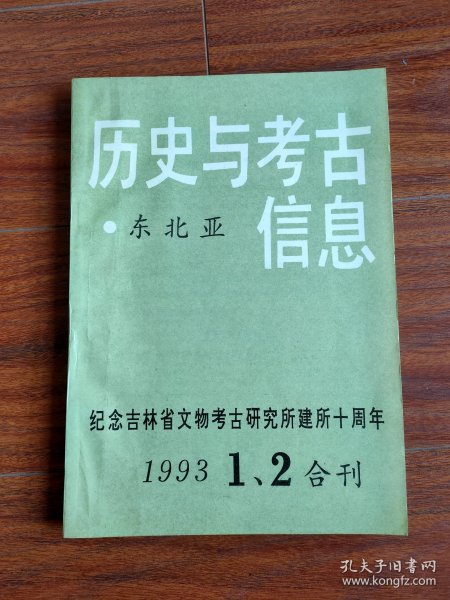 历史与考古
·东北亚 信息
纪念吉林省文物考古研究所建所十周年
1993 1、2合刊
孔夫子旧书网
www.kongfz.com